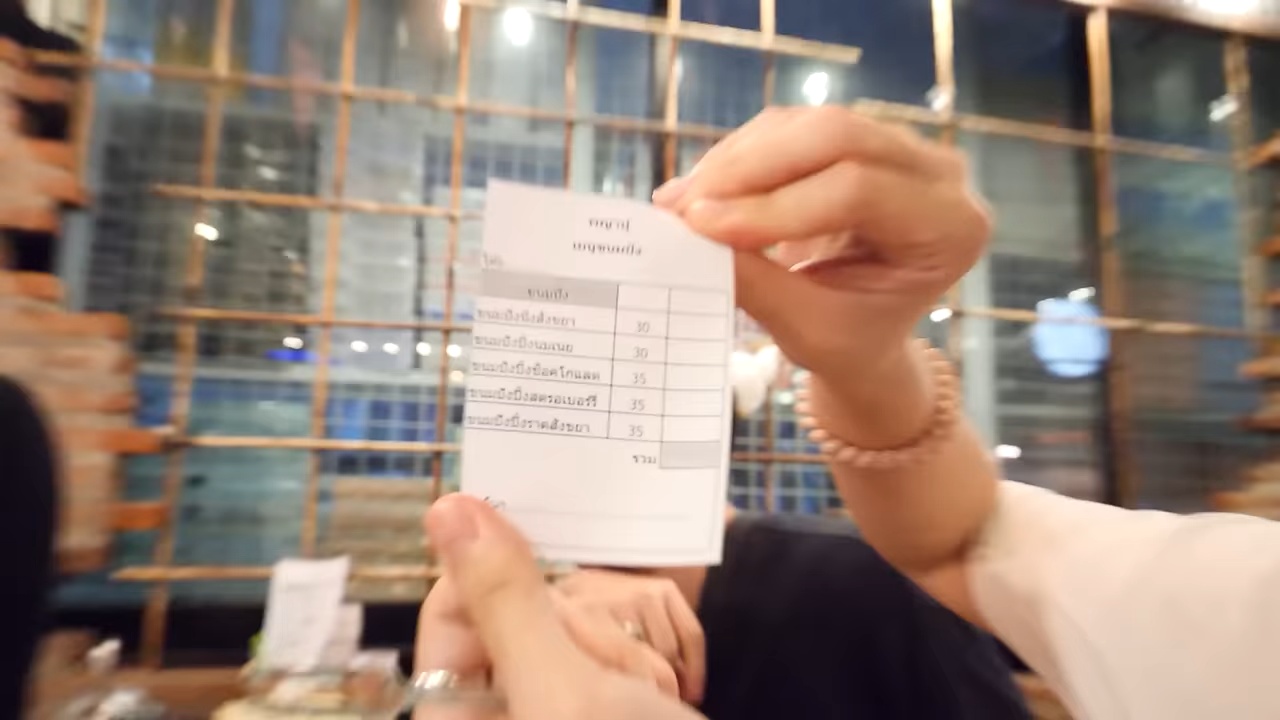 เมนูขนมปัง
โต๊ะ
ขนมปัง
ขนมปังปิ้งสังขยา 30
ขนมปังปิ้งนมเนย 30
ขนมปังปิ้งช็อคโกแลต 35
ขนมปังปิ้งสตรอเบอร์รี่ 35
ขนมปังปิ้งราดสังขยา 35
รวม